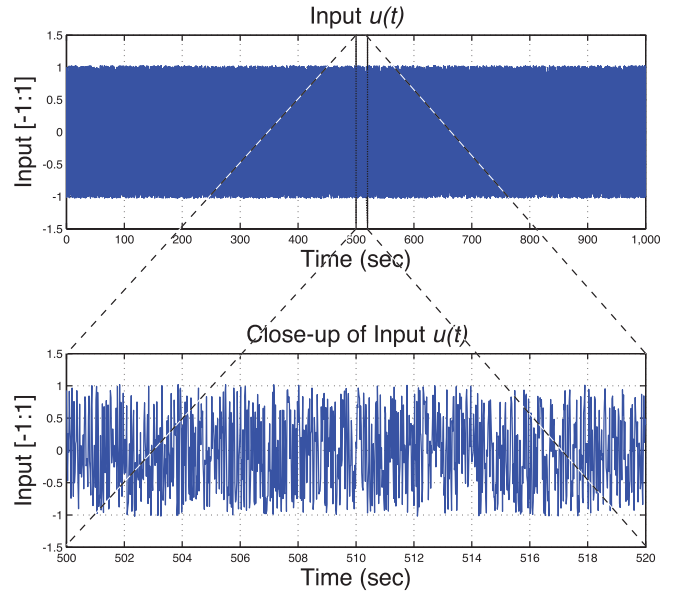 Input u(t)
1.5
1
0.5
0
-0.5
-1
-1.5
Input [-1:1]
0 100 200 300 400 500 600 700 800 900 1,000
Time (sec)
Close-up of Input u(t)
1.5
1
0.5
0
-0.5
-1
-1.5
Input [-1:1]
500 502 504 506 508 510 512 514 516 518 520
Time (sec)